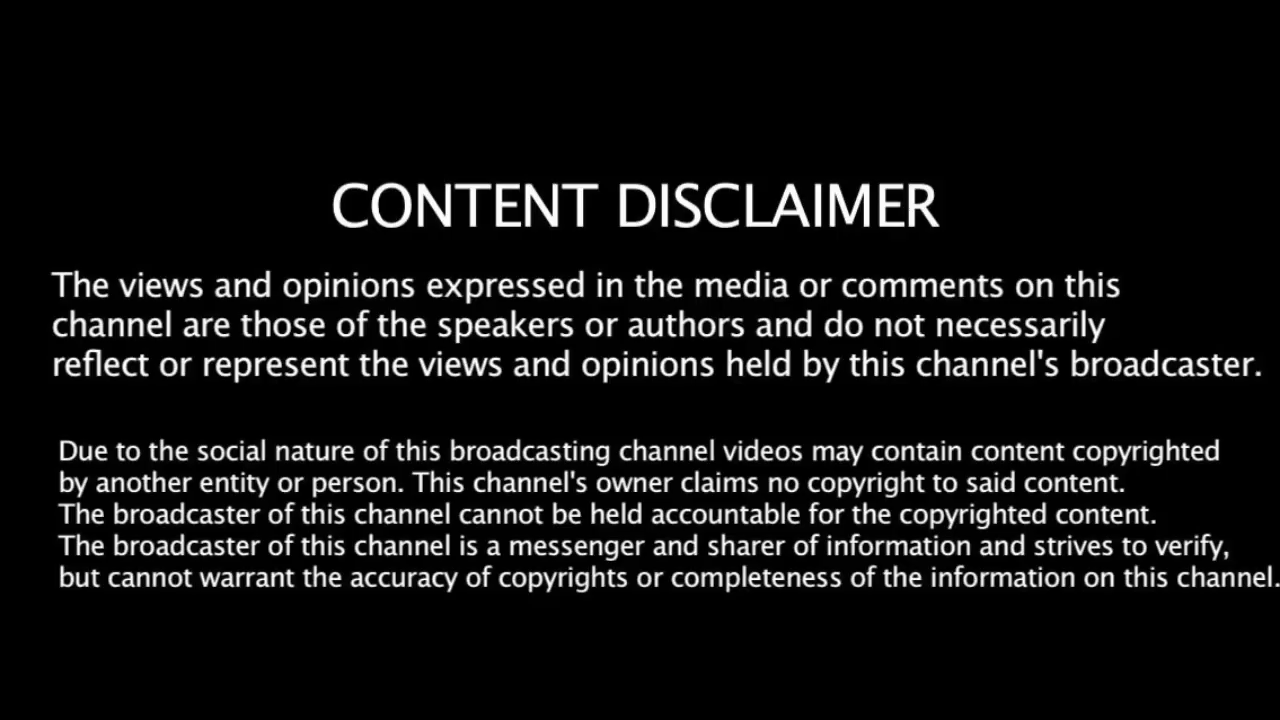 CONTENT DISCLAIMER
The views and opinions expressed in the media or comments on this
channel are those of the speakers or authors and do not necessarily
reflect or represent the views and opinions held by this channel's broadcaster.
Due to the social nature of this broadcasting channel videos may contain content copyrighted
by another entity or person. This channel's owner claims no copyright to said content.
The broadcaster of this channel cannot be held accountable for the copyrighted content.
The broadcaster of this channel is a messenger and sharer of information and strives to verify,
but cannot warrant the accuracy of copyrights or completeness of the information on this channel.